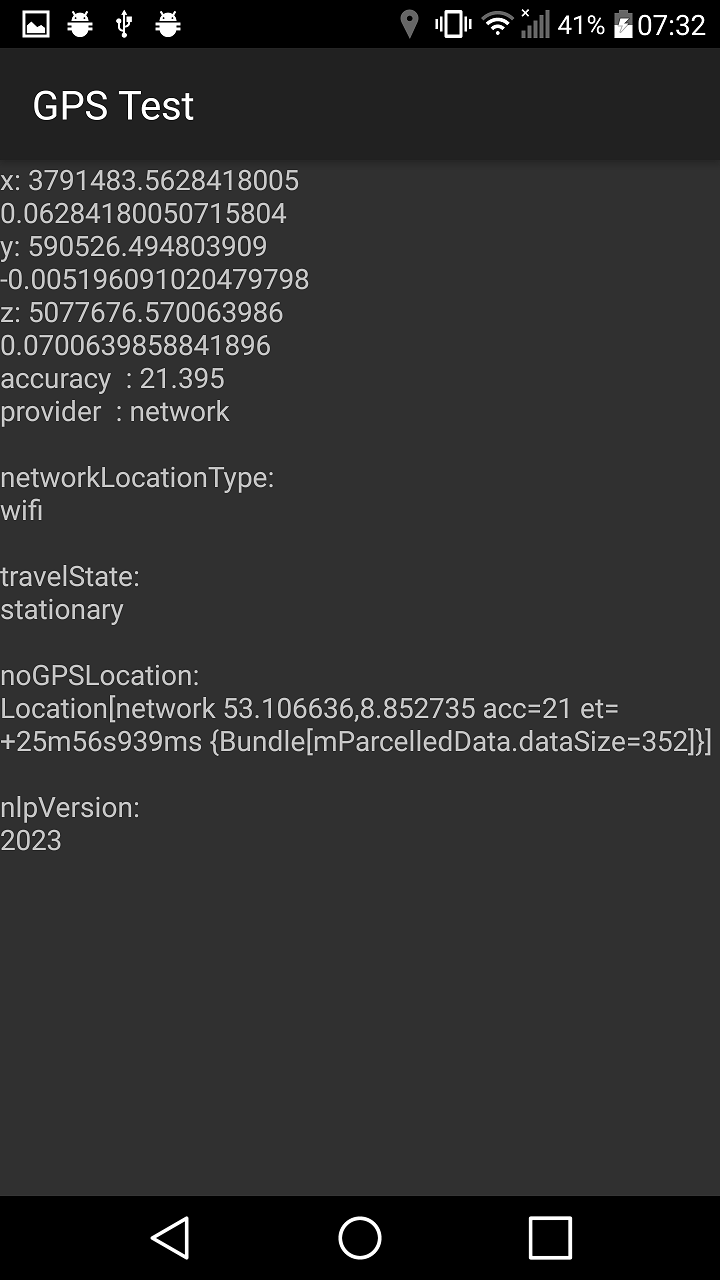 41% 07:32
GPS Test
x: 3791483.5628418005
0.06284180050715804
y: 590526.494803909
-0.005196091020479798
z: 5077676.570063986
0.0700639858841896
accuracy  : 21.395
provider  : network
networkLocationType:
wifi
travelState:
stationary
noGPSLocation:
Location[network 53.106636,8.852735 acc=21 et=
+25m56s939ms {Bundle[mParcelledData.dataSize=352]}]
nlpVersion:
2023